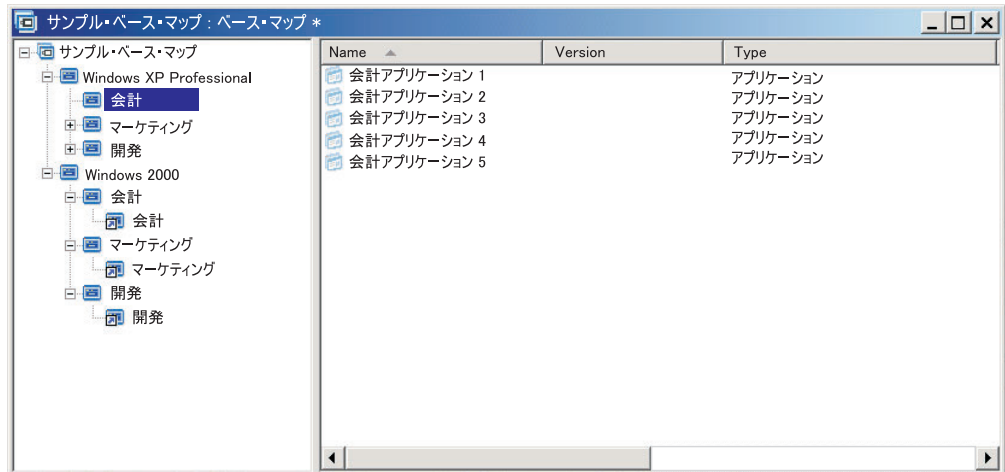 サンプル・ベース・マップ : ベース・マップ *
サンプル・ベース・マップ
Windows XP Professional
会計
マーケティング
開発
Windows 2000
会計
会計
マーケティング
マーケティング
開発
開発
Name Version Type
会計アプリケーション 1 アプリケーション
会計アプリケーション 2 アプリケーション
会計アプリケーション 3 アプリケーション
会計アプリケーション 4 アプリケーション
会計アプリケーション 5 アプリケーション